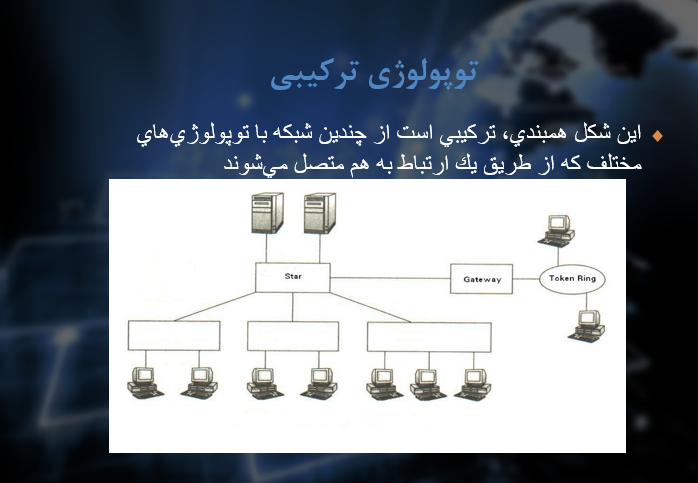 توپولوژی ترکیبی
اين شكل همبندي، تركيبي است از چندين شبكه با توپولوژي‌هاي
مختلف كه از طريق يك ارتباط به هم متصل مي‌شوند
Star
Gateway
Token Ring